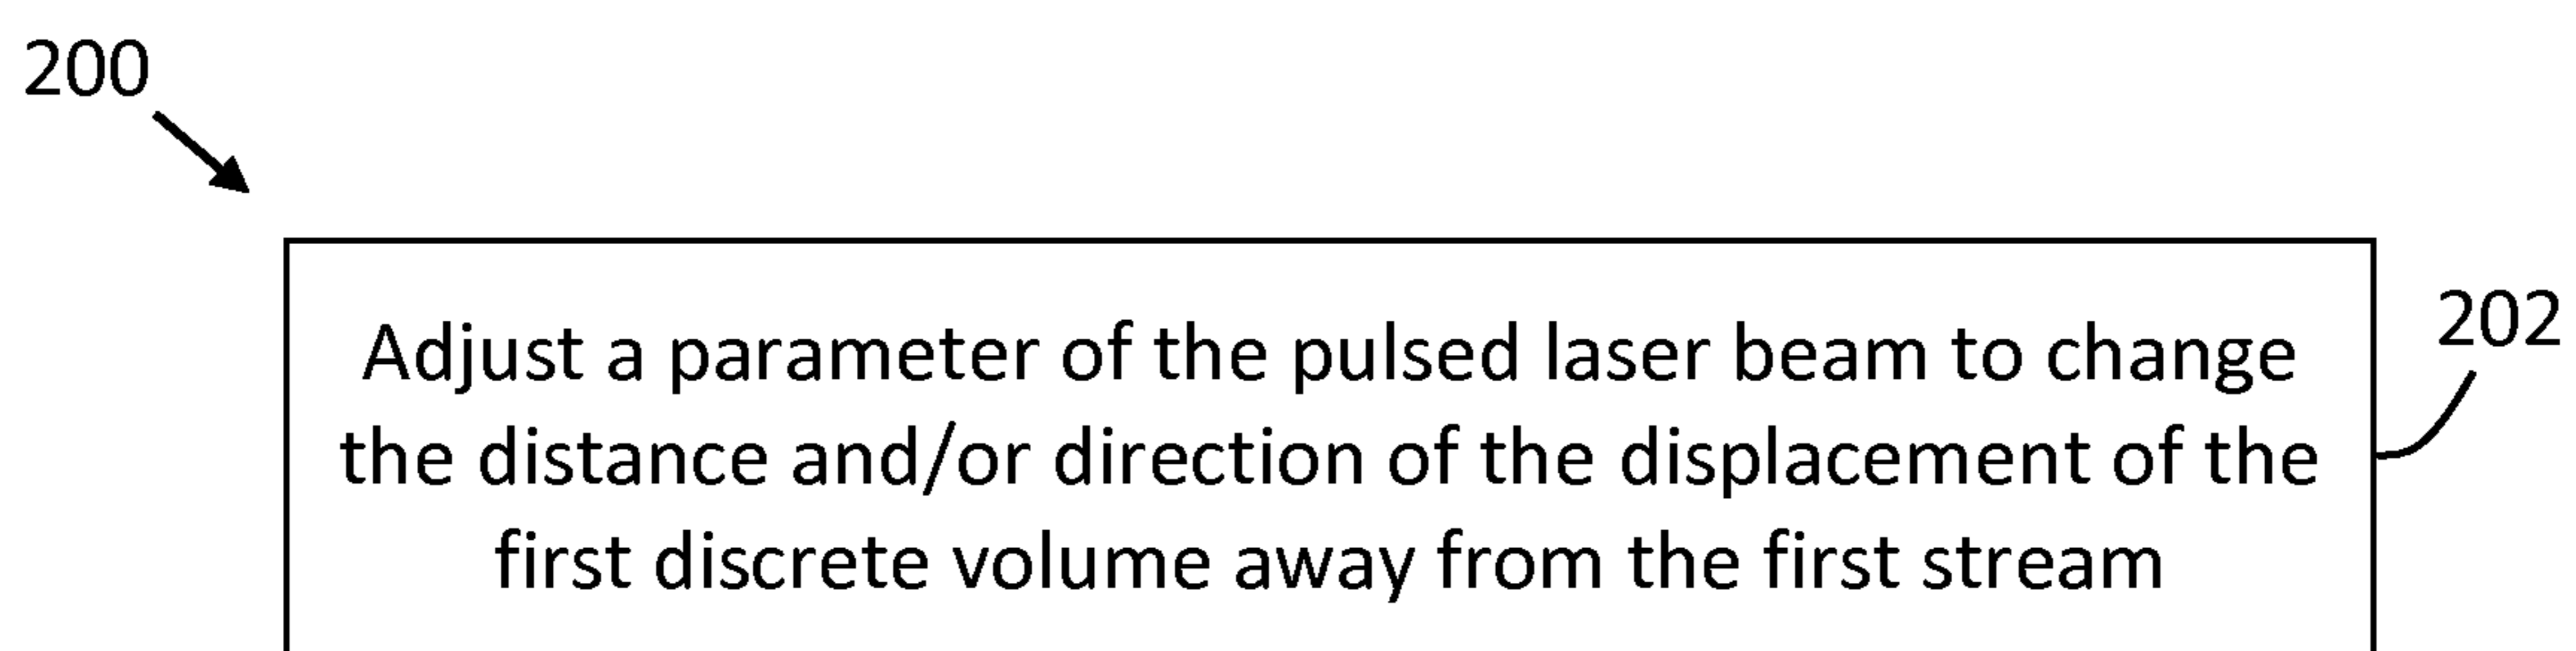 200
202
Adjust a parameter of the pulsed laser beam to change
the distance and/or direction of the displacement of the
first discrete volume away from the first stream